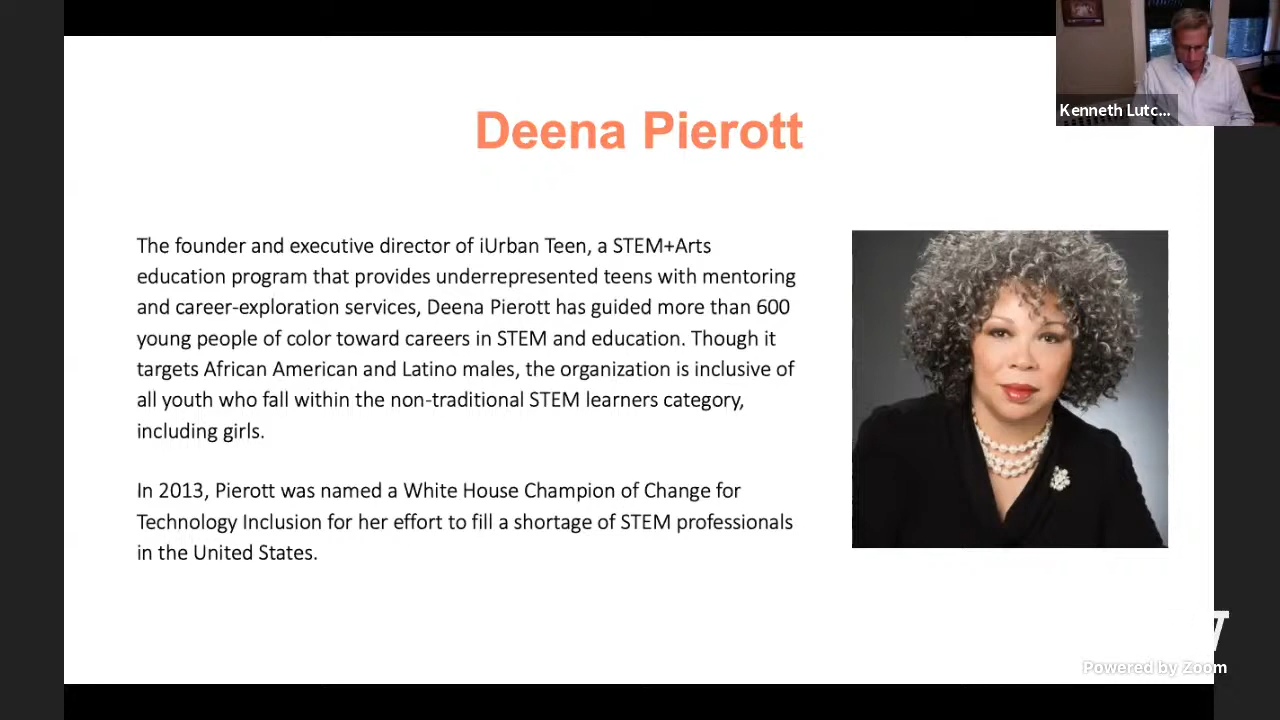 Kenneth Lutc...
Deena Pierott
The founder and executive director of iUrban Teen, a STEM+Arts
education program that provides underrepresented teens with mentoring
and career-exploration services, Deena Pierott has guided more than 600
young people of color toward careers in STEM and education. Though it
targets African American and Latino males, the organization is inclusive of
all youth who fall within the non-traditional STEM learners category,
including girls.
In 2013, Pierott was named a White House Champion of Change for
Technology Inclusion for her effort to fill a shortage of STEM professionals
in the United States.
Powered by Zoom